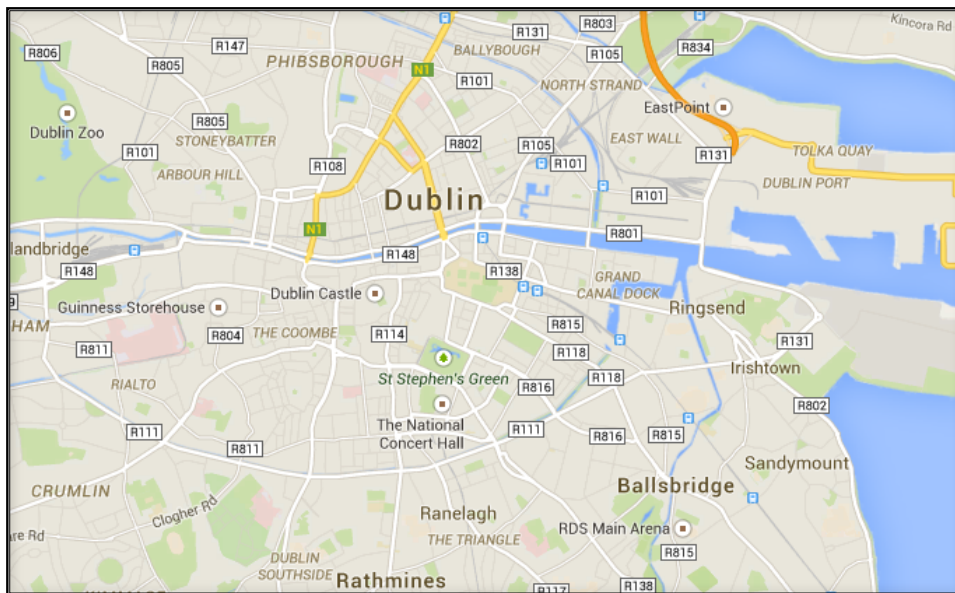 R803
Kincora Rd
R131
R806
R147
BALLYBOUGH
R834
R805
PHIBSBOROUGH
R105
N1
R101
NORTH STRAND
EastPoint
R805
Dublin Zoo
STONEYBATTER
R802
R105
EAST WALL
R101
R101
R131
TOLKA QUAY
ARBOUR HILL
R108
DUBLIN PORT
Dublin
R101
N1
R801
landbridge
R148
R148
R138
GRAND
CANAL DOCK
Dublin Castle
Guinness Storehouse
Ringsend
HAM
THE COOMBE
R804
R114
R815
R811
R118
R131
Irishtown
St Stephen's Green
RIALTO
R118
R816
R802
The National
Concert Hall
R111
R111
R816
R815
R811
Sandymount
CRUMLIN
Ballsbridge
Clogher Rd
Ranelagh
RDS Main Arena
are Rd
THE TRIANGLE
R815
DUBLIN
SOUTHSIDE
Rathmines
R117
R138